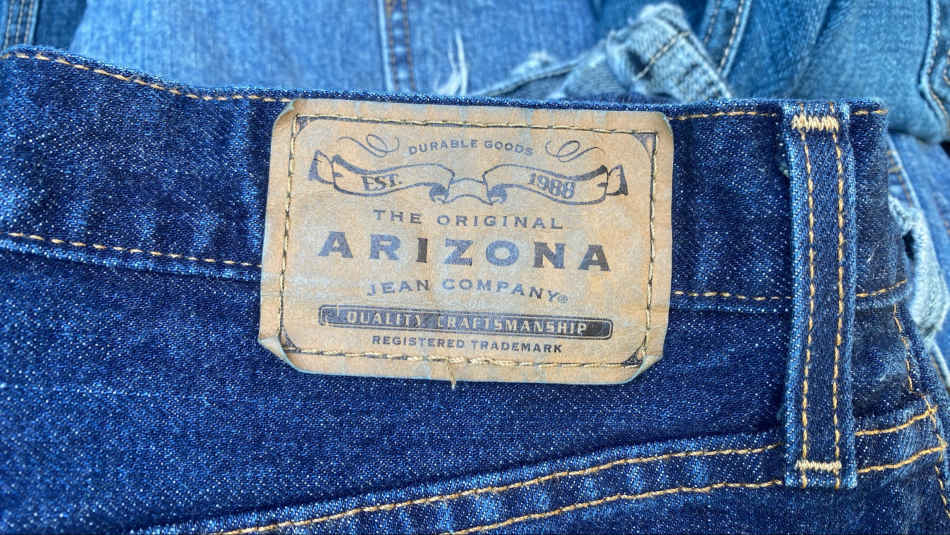 DURABLE GOODS
EST. 1988
THE ORIGINAL
ARIZONA
JEAN COMPANY®
QUALITY CRAFTSMANSHIP
REGISTERED TRADEMARK